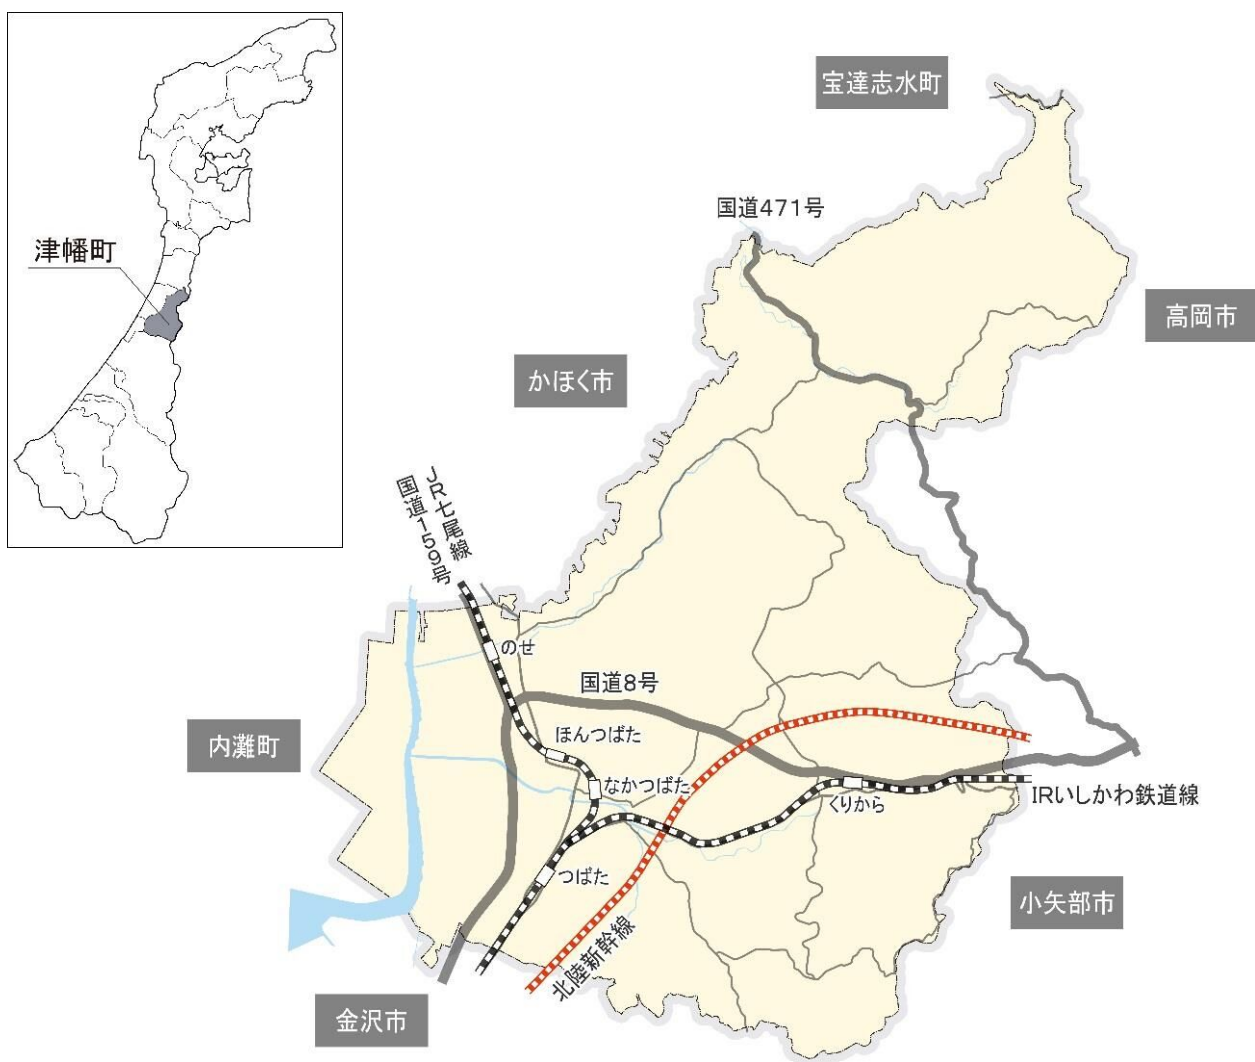 津幡町
宝達志水町
国道471号
高岡市
かほく市
JR七尾線
国道159号
のせ
国道8号
内灘町
ほんつばた
なかつばた
くりから
IRいしかわ鉄道線
つばた
小矢部市
北陸新幹線
金沢市